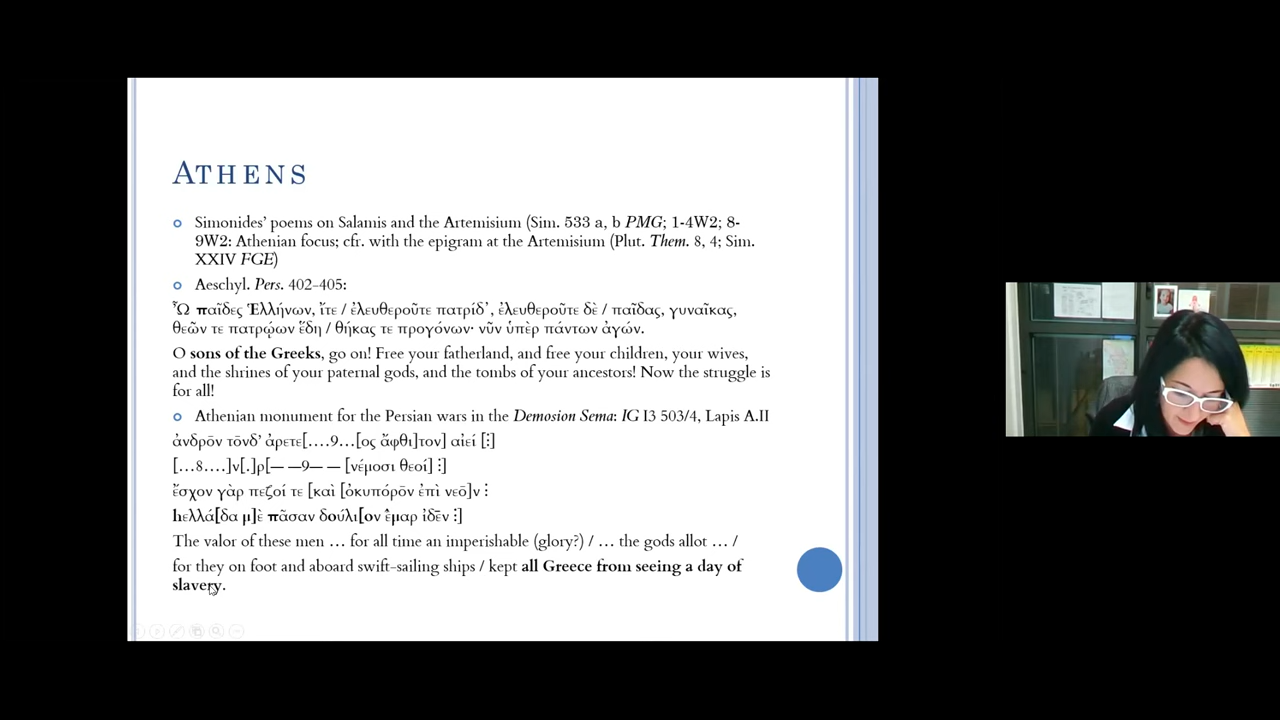 ATHENS
Simonides' poems on Salamis and the Artemisium (Sim. 533 a, b PMG; 1-4W2; 8-
9W2: Athenian focus; cfr. with the epigram at the Artemisium (Plut. Them. 8, 4; Sim.
XXIV FGE)
Aeschyl. Pers. 402-405:
Ὦ παῖδες Ἑλλήνων, ἴτε / ἐλευθεροῦτε πατρίδ', ἐλευθεροῦτε δὲ / παῖδας, γυναῖκας,
θεῶν τε πατρῴων ἕδη / θήκας τε προγόνων· νῦν ὑπὲρ πάντων ἀγών.
O sons of the Greeks, go on! Free your fatherland, and free your children, your wives,
and the shrines of your paternal gods, and the tombs of your ancestors! Now the struggle is
for all!
Athenian monument for the Persian wars in the Demosion Sema: IG I3 503/4, Lapis A.II
ἀνδρο͂ν το͂νδ' ἀρετε[....9...[ος ἄφθι]τον] αἰεί [⋮]
[...8....]ν[.]ρ[— —9— — [νέμοσι θεοί] ⋮]
ἔσχον γὰρ πεζοί τε [καὶ [ὀκυπόρο̄ν ἐπὶ νεο̄]ν ⋮
hελλά[δα μ]ὲ πᾶσαν δούλι[ον ἐ͂μαρ ἰδε̄ν ⋮]
The valor of these men … for all time an imperishable (glory?) / … the gods allot … /
for they on foot and aboard swift-sailing ships / kept all Greece from seeing a day of
slavery.